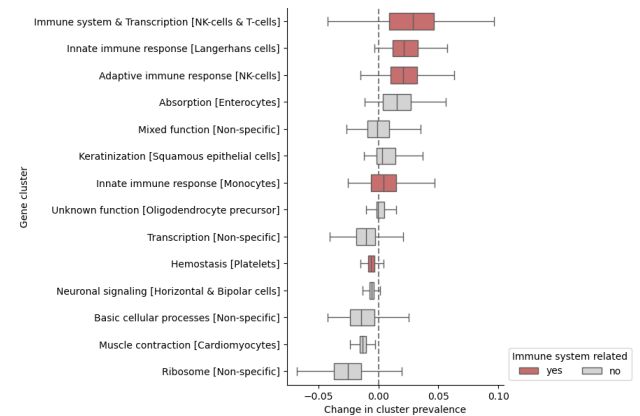 Immune system & Transcription [NK-cells & T-cells]
Innate immune response [Langerhans cells]
Adaptive immune response [NK-cells]
Absorption [Enterocytes]
Mixed function [Non-specific]
Keratinization [Squamous epithelial cells]
Innate immune response [Monocytes]
Unknown function [Oligodendrocyte precursor]
Transcription [Non-specific]
Hemostasis [Platelets]
Neuronal signaling [Horizontal & Bipolar cells]
Basic cellular processes [Non-specific]
Muscle contraction [Cardiomyocytes]
Ribosome [Non-specific]
Gene cluster
−0.05 0.00 0.05 0.10
Change in cluster prevalence
Immune system related
yes no